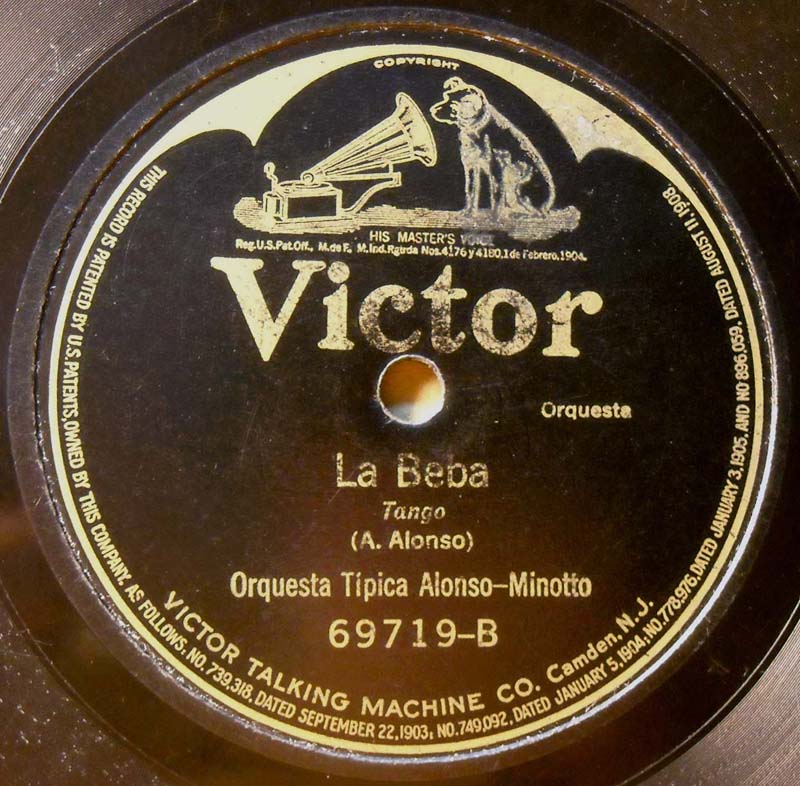 COPYRIGHT
HIS MASTER'S VOICE
Reg. U.S. Pat. Off., M. de F., M. Ind. Rgtrda Nos. 4176 y 4180, 1 de Febrero, 1904.
Victor
Orquesta
La Beba
Tango
(A. Alonso)
Orquesta Típica Alonso-Minotto
69719-B
VICTOR TALKING MACHINE CO. Camden, N.J.
THIS RECORD IS PATENTED BY U.S. PATENTS, OWNED BY THIS COMPANY, AS FOLLOWS: NO. 739,318, DATED SEPTEMBER 22, 1903; NO. 749,092, DATED JANUARY 5, 1904; NO. 778,976, DATED JANUARY 3, 1905, AND NO 896,059, DATED AUGUST 11, 1908.